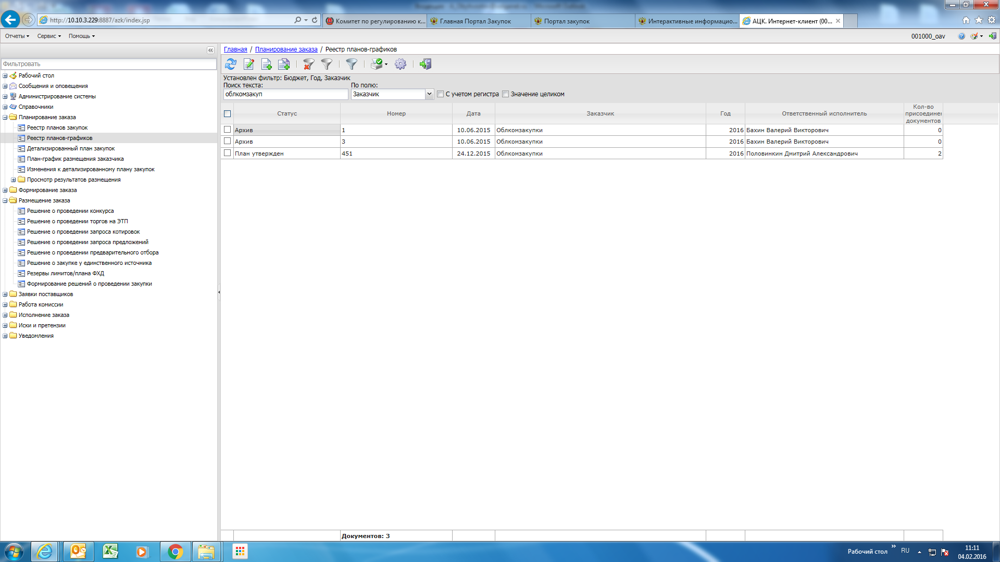 http://10.10.3.229:8887/azk/index.jsp
Комитет по регулированию к...
Главная Портал Закупок
Портал закупок
Интерактивные информацио...
АЦК. Интернет-клиент (00...
Отчеты
Сервис
Помощь
001000_oav
Фильтровать
Рабочий стол
Сообщения и оповещения
Администрирование системы
Справочники
Планирование заказа
Реестр планов закупок
Реестр планов-графиков
Детализированный план закупок
План-график размещения заказчика
Изменения к детализированному плану закупок
Просмотр результатов размещения
Формирование заказа
Размещение заказа
Решение о проведении конкурса
Решение о проведении торгов на ЭТП
Решение о проведении запроса котировок
Решение о проведении запроса предложений
Решение о проведении предварительного отбора
Решение о закупке у единственного источника
Резервы лимитов/плана ФХД
Формирование решений о проведении закупки
Заявки поставщиков
Работа комиссии
Исполнение заказа
Иски и претензии
Уведомления
Главная / Планирование заказа / Реестр планов-графиков
Установлен фильтр: Бюджет, Год, Заказчик
Поиск текста: По полю:
облкомзакуп Заказчик С учетом регистра Значение целиком
Статус Номер Дата Заказчик Год Ответственный исполнитель Кол-во
присоединен
документов
Архив 1 10.06.2015 Облкомзакупки 2016 Бахин Валерий Викторович 0
Архив 3 10.06.2015 Облкомзакупки 2016 Бахин Валерий Викторович 0
План утвержден 451 24.12.2015 Облкомзакупки 2016 Половинкин Дмитрий Александрович 2
Документов: 3
Рабочий стол
RU
11:11
04.02.2016